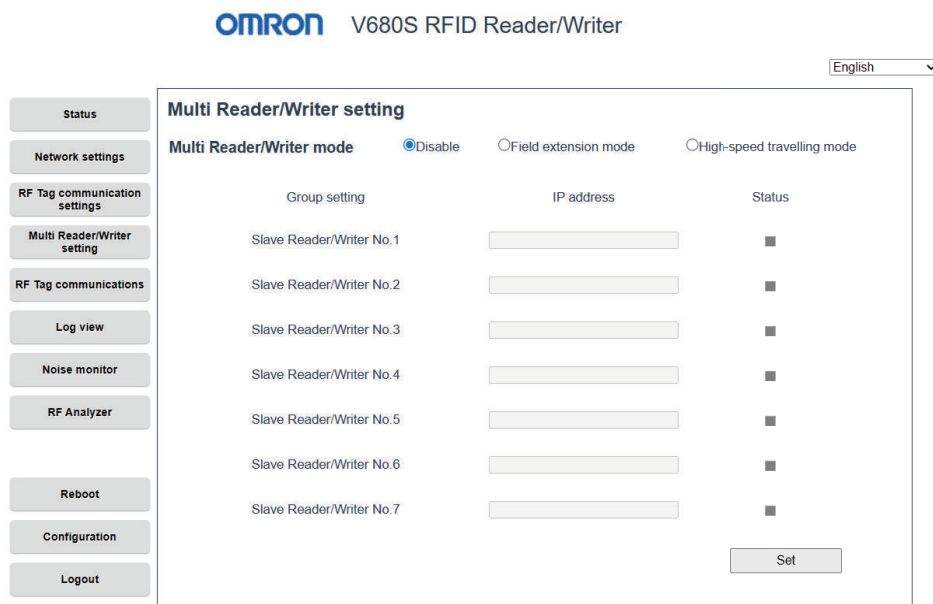 OMRON V680S RFID Reader/Writer
English
Status
Network settings
RF Tag communication
settings
Multi Reader/Writer
setting
RF Tag communications
Log view
Noise monitor
RF Analyzer
Reboot
Configuration
Logout
Multi Reader/Writer setting
Multi Reader/Writer mode Disable Field extension mode High-speed travelling mode
Group setting IP address Status
Slave Reader/Writer No.1
Slave Reader/Writer No.2
Slave Reader/Writer No.3
Slave Reader/Writer No.4
Slave Reader/Writer No.5
Slave Reader/Writer No.6
Slave Reader/Writer No.7
Set